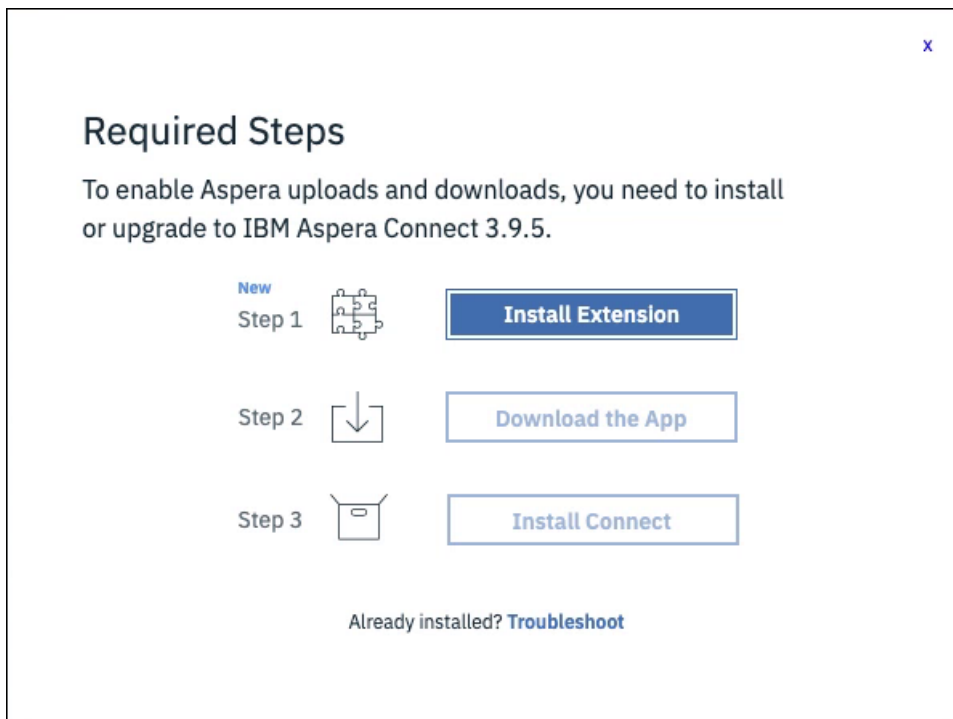 x
Required Steps
To enable Aspera uploads and downloads, you need to install
or upgrade to IBM Aspera Connect 3.9.5.
New
Step 1
Install Extension
Step 2
Download the App
Step 3
Install Connect
Already installed? Troubleshoot